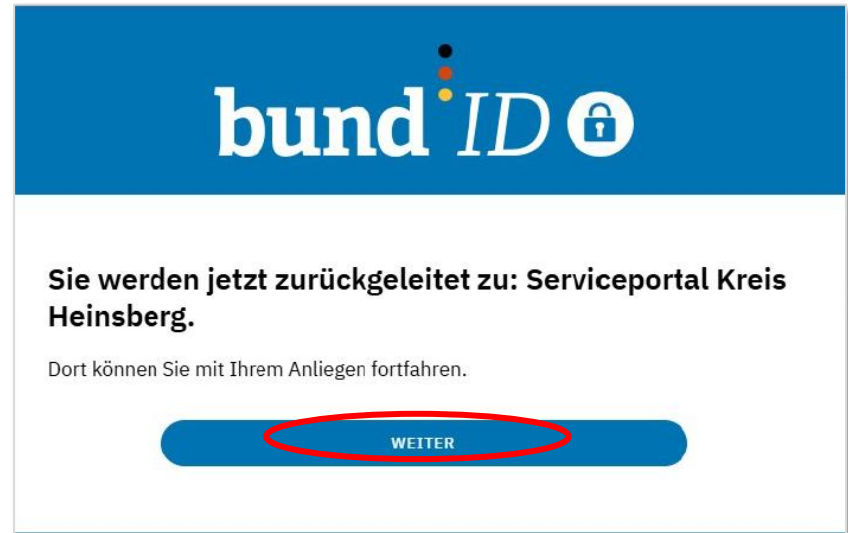 bund ID
Sie werden jetzt zurückgeleitet zu: Serviceportal Kreis
Heinsberg.
Dort können Sie mit Ihrem Anliegen fortfahren.
WEITER